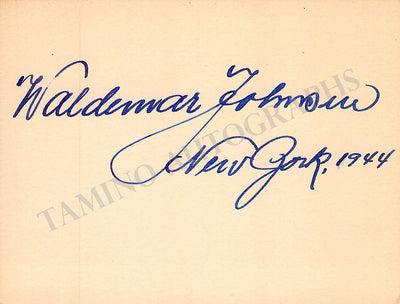 Waldemar Johnsen
New York, 1944
TAMINO AUTOGRAPHS